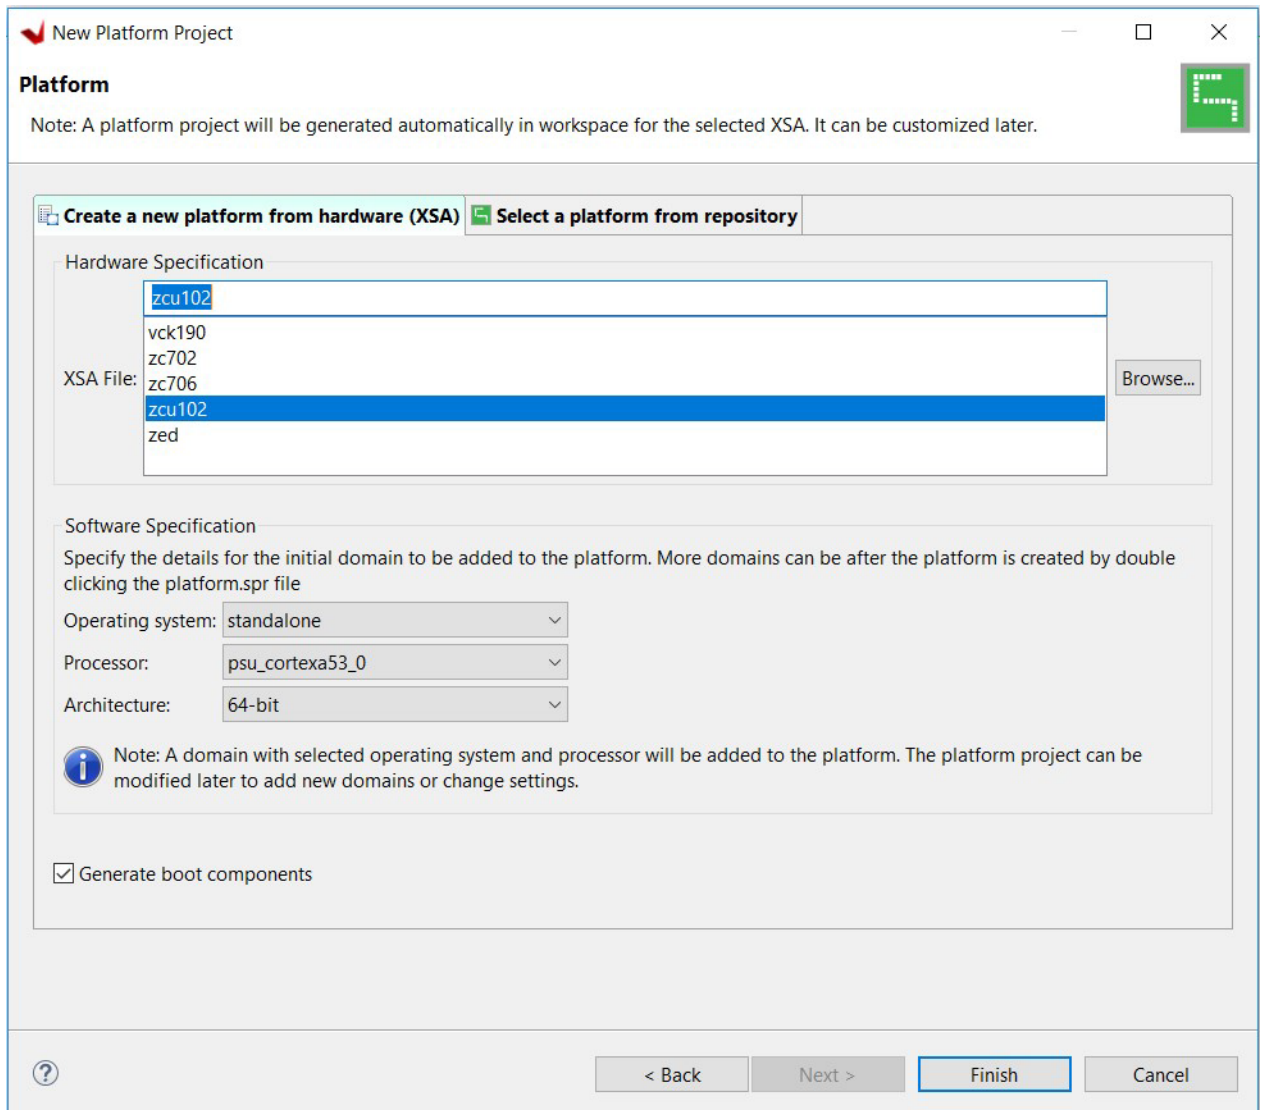 New Platform Project
Platform
Note: A platform project will be generated automatically in workspace for the selected XSA. It can be customized later.
Create a new platform from hardware (XSA)
Select a platform from repository
Hardware Specification
zcu102
vck190
zc702
XSA File:
zc706
Browse...
zcu102
zed
Software Specification
Specify the details for the initial domain to be added to the platform. More domains can be after the platform is created by double
clicking the platform.spr file
Operating system: standalone
Processor: psu_cortexa53_0
Architecture: 64-bit
Note: A domain with selected operating system and processor will be added to the platform. The platform project can be
modified later to add new domains or change settings.
Generate boot components
?
< Back
Next >
Finish
Cancel